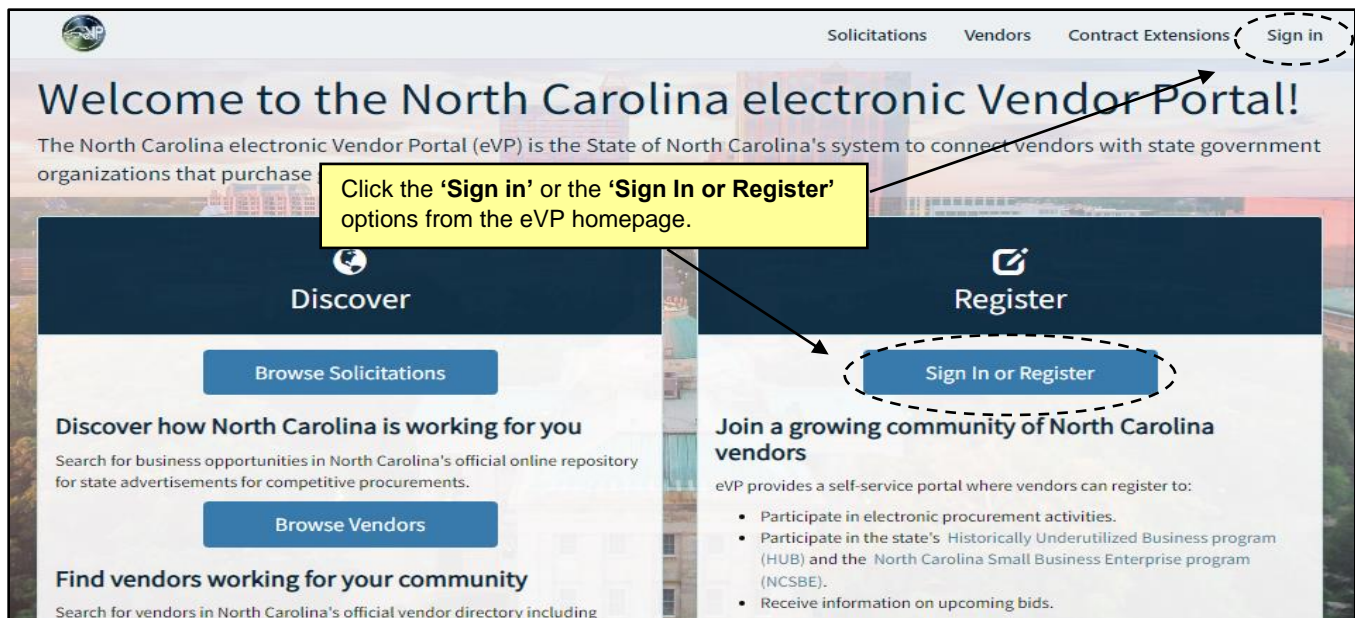 eVP
Solicitations Vendors Contract Extensions Sign in
Welcome to the North Carolina electronic Vendor Portal!
The North Carolina electronic Vendor Portal (eVP) is the State of North Carolina's system to connect vendors with state government
organizations that purchase
Click the ‘Sign in’ or the ‘Sign In or Register’
options from the eVP homepage.
Discover
Browse Solicitations
Discover how North Carolina is working for you
Search for business opportunities in North Carolina's official online repository
for state advertisements for competitive procurements.
Browse Vendors
Find vendors working for your community
Search for vendors in North Carolina's official vendor directory including
Register
Sign In or Register
Join a growing community of North Carolina
vendors
eVP provides a self-service portal where vendors can register to:
• Participate in electronic procurement activities.
• Participate in the state's Historically Underutilized Business program
(HUB) and the North Carolina Small Business Enterprise program
(NCSBE).
• Receive information on upcoming bids.